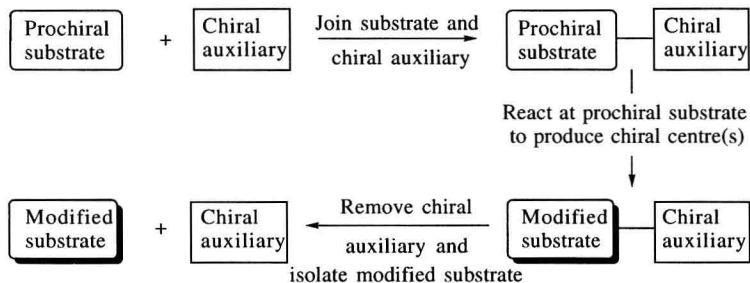 Prochiral substrate + Chiral auxiliary Join substrate and chiral auxiliary Prochiral substrate Chiral auxiliary
React at prochiral substrate
to produce chiral centre(s)
Modified substrate + Chiral auxiliary Remove chiral auxiliary and isolate modified substrate Modified substrate Chiral auxiliary